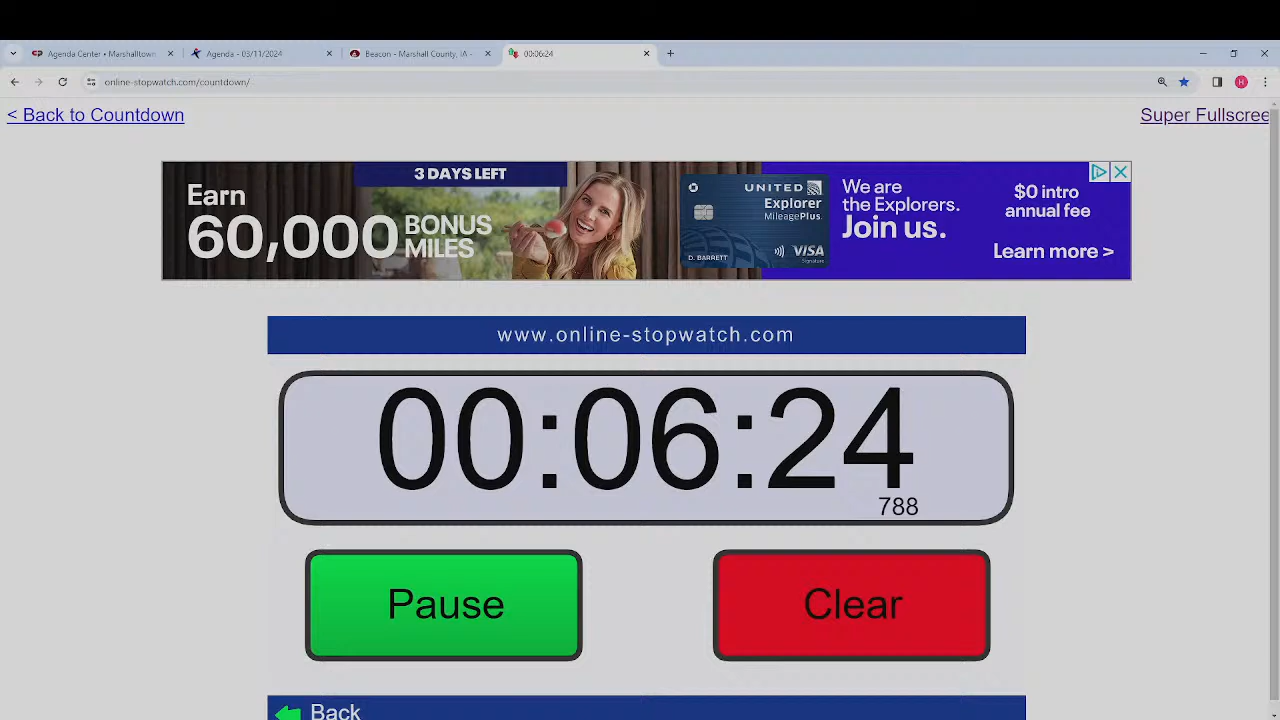 Agenda Center • Marshalltown
Agenda - 03/11/2024
Beacon - Marshall County, IA -
00:06:24
online-stopwatch.com/countdown/
H
< Back to Countdown
Super Fullscree
3 DAYS LEFT
Earn
60,000 BONUS MILES
UNITED
Explorer
MileagePlus
D. BARRETT
VISA
Signature
We are
the Explorers.
Join us.
$0 intro
annual fee
Learn more >
www.online-stopwatch.com
00:06:24
788
Pause
Clear
Back